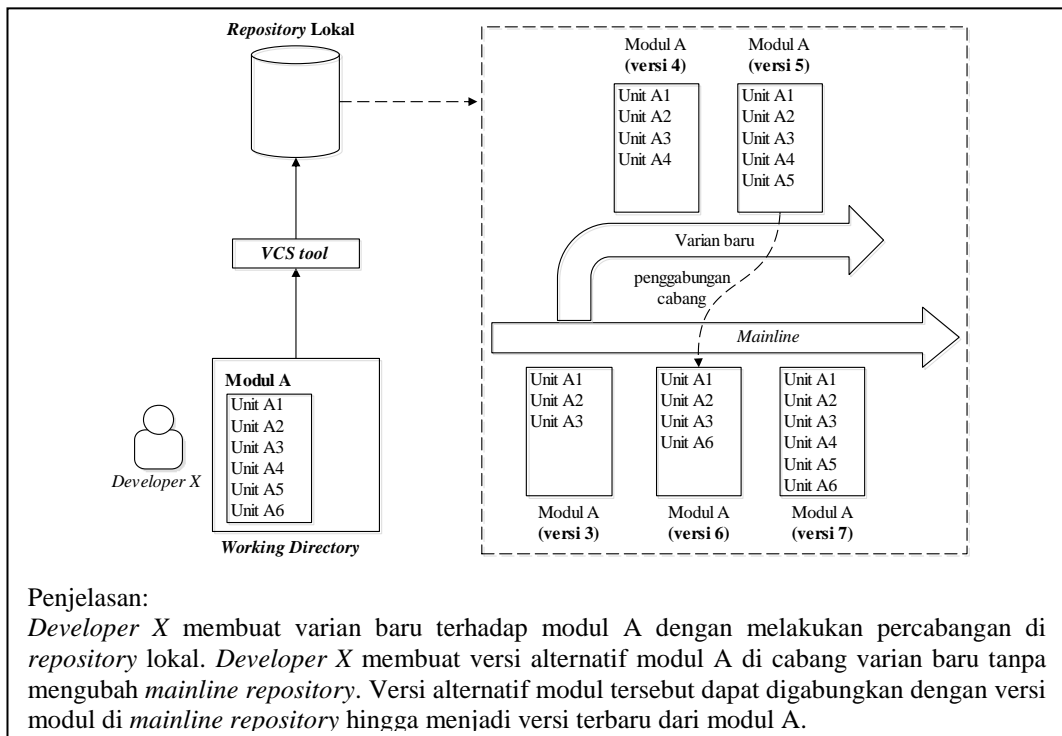 Repository Lokal
Modul A
(versi 4)
Modul A
(versi 5)
Unit A1
Unit A2
Unit A3
Unit A4
Unit A1
Unit A2
Unit A3
Unit A4
Unit A5
Varian baru
VCS tool
penggabungan
cabang
Mainline
Modul A
Unit A1
Unit A2
Unit A3
Unit A4
Unit A5
Unit A6
Developer X
Working Directory
Unit A1
Unit A2
Unit A3
Unit A1
Unit A2
Unit A3
Unit A6
Unit A1
Unit A2
Unit A3
Unit A4
Unit A5
Unit A6
Modul A
(versi 3)
Modul A
(versi 6)
Modul A
(versi 7)
Penjelasan:
Developer X membuat varian baru terhadap modul A dengan melakukan percabangan di
repository lokal. Developer X membuat versi alternatif modul A di cabang varian baru tanpa
mengubah mainline repository. Versi alternatif modul tersebut dapat digabungkan dengan versi
modul di mainline repository hingga menjadi versi terbaru dari modul A.